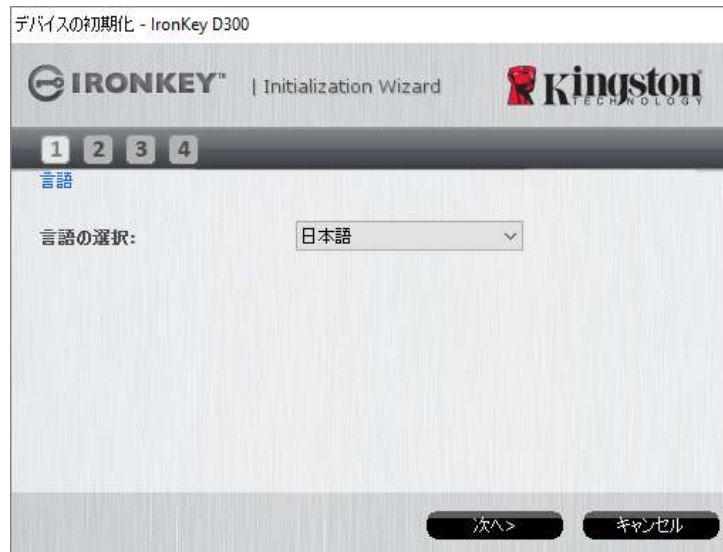 デバイスの初期化 - IronKey D300
IRONKEY™ | Initialization Wizard
Kingston
TECHNOLOGY
1 2 3 4
言語
言語の選択:
日本語
次へ>
キャンセル